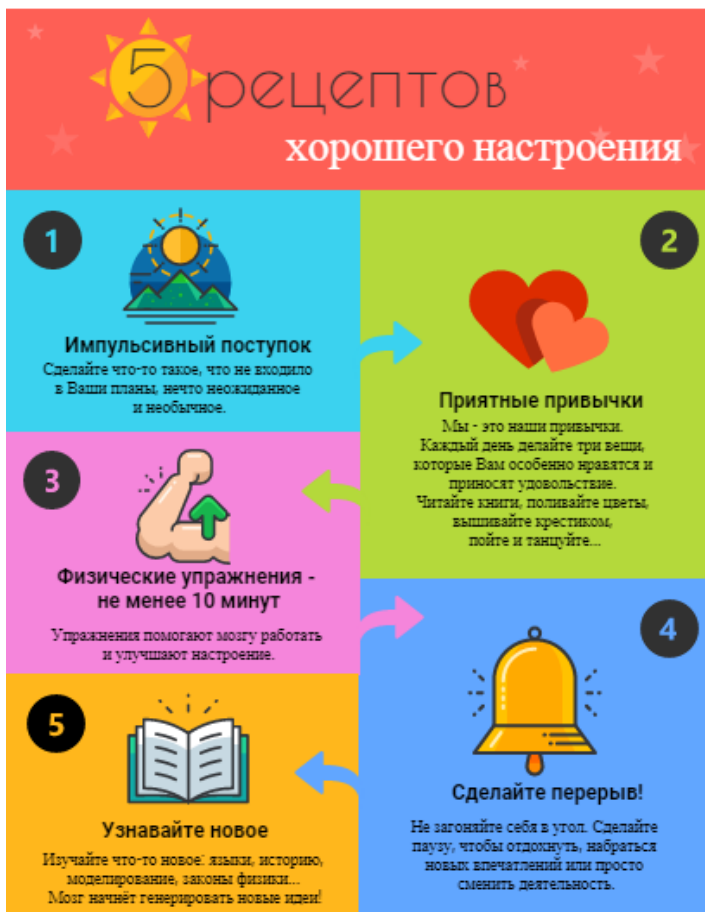 5 рецептов
хорошего настроения
1
Импульсивный поступок
Сделайте что-то такое, что не входило
в Ваши планы, нечто неожиданное
и необычное.
2
Приятные привычки
Мы - это наши привычки.
Каждый день делайте три вещи,
которые Вам особенно нравятся и
приносят удовольствие.
Читайте книги, поливайте цветы,
вышивайте крестиком,
пойте и танцуйте...
3
Физические упражнения -
не менее 10 минут
Упражнения помогают мозгу работать
и улучшают настроение.
4
Сделайте перерыв!
Не загоняйте себя в угол. Сделайте
паузу, чтобы отдохнуть, набраться
новых впечатлений или просто
сменить деятельность.
5
Узнавайте новое
Изучайте что-то новое: языки, историю,
моделирование, законы физики...
Мозг начнёт генерировать новые идеи!